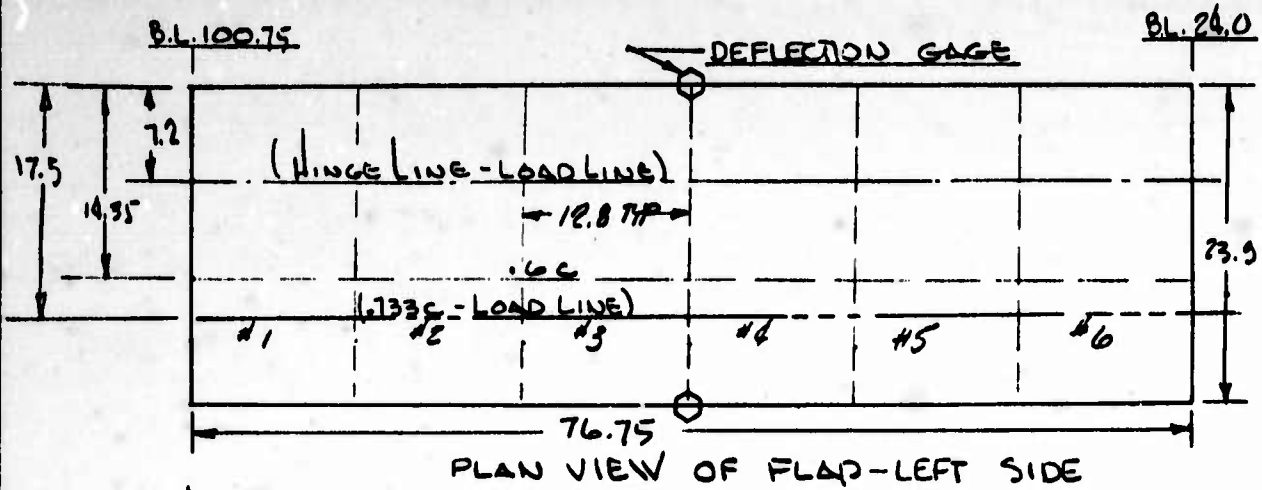 B.L.100.75
B.L.24.0
DEFLECTION GAGE
7.2
17.5
(HINGE LINE - LOAD LINE)
14.35
12.8 TYP
.6C
23.9
(.733C - LOAD LINE)
#1 #2 #3 #4 #5 #6
76.75
PLAN VIEW OF FLAP-LEFT SIDE